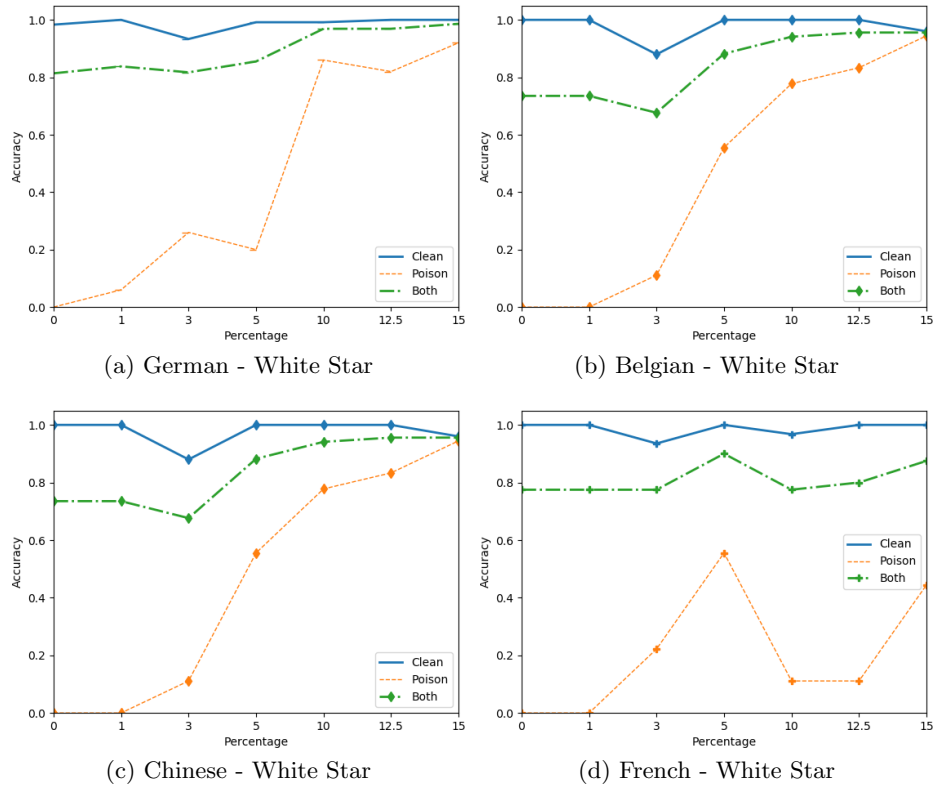 1.0
0.8
0.6
0.4
0.2
0.0
Accuracy
Clean
Poison
Both
0 1 3 5 10 12.5 15
Percentage
(a) German - White Star
1.0
0.8
0.6
0.4
0.2
0.0
Accuracy
Clean
Poison
Both
0 1 3 5 10 12.5 15
Percentage
(b) Belgian - White Star
1.0
0.8
0.6
0.4
0.2
0.0
Accuracy
Clean
Poison
Both
0 1 3 5 10 12.5 15
Percentage
(c) Chinese - White Star
1.0
0.8
0.6
0.4
0.2
0.0
Accuracy
Clean
Poison
Both
0 1 3 5 10 12.5 15
Percentage
(d) French - White Star